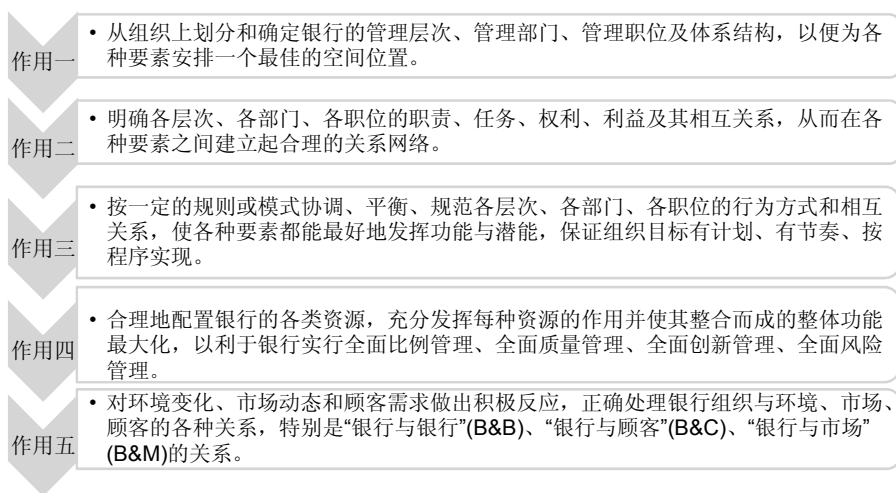 作用一
• 从组织上划分和确定银行的管理层次、管理部门、管理职位及体系结构，以便为各
种要素安排一个最佳的空间位置。
作用二
• 明确各层次、各部门、各职位的职责、任务、权利、利益及其相互关系，从而在各
种要素之间建立起合理的关系网络。
作用三
• 按一定的规则或模式协调、平衡、规范各层次、各部门、各职位的行为方式和相互
关系，使各种要素都能最好地发挥功能与潜能，保证组织目标有计划、有节奏、按
程序实现。
作用四
• 合理地配置银行的各类资源，充分发挥每种资源的作用并使其整合而成的整体功能
最大化，以利于银行实行全面比例管理、全面质量管理、全面创新管理、全面风险
管理。
作用五
• 对环境变化、市场动态和顾客需求做出积极反应，正确处理银行组织与环境、市场、
顾客的各种关系，特别是“银行与银行”(B&B)、“银行与顾客”(B&C)、“银行与市场”
(B&M)的关系。